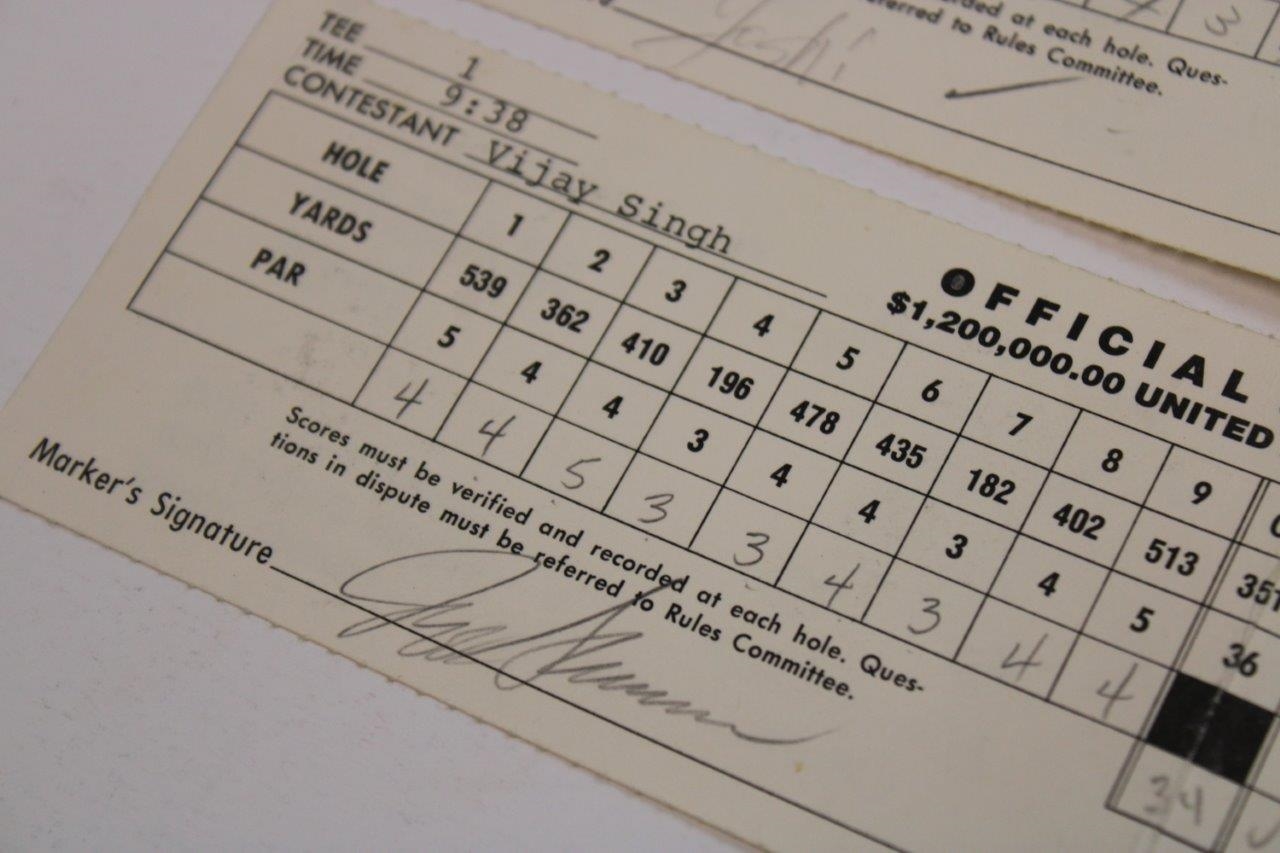 3
rded at each hole. Ques-
ferred to Rules Committee.
TEE 1
TIME 9:38
CONTESTANT Vijay Singh
OFFICIAL
$1,200,000.00 UNITED
HOLE 1 2 3 4 5 6 7 8 9
YARDS 539 362 410 196 478 435 182 402 513 351
PAR 5 4 4 3 4 4 3 4 5 36
4 4 5 3 3 4 3 4 4 34
Scores must be verified and recorded at each hole. Ques-
tions in dispute must be referred to Rules Committee.
Marker's Signature